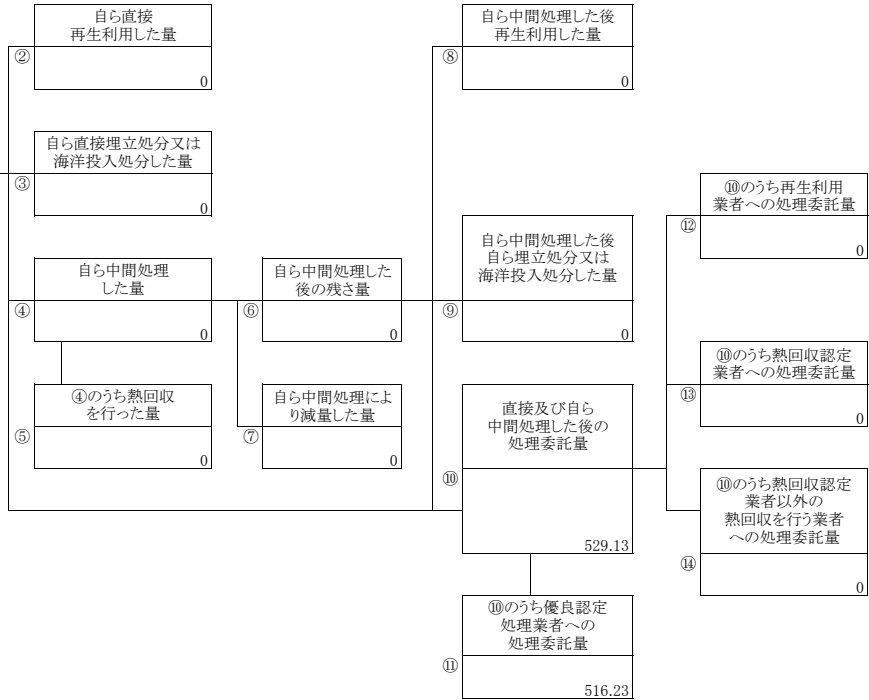 自ら直接
再生利用した量
②
0
自ら直接埋立処分又は
海洋投入処分した量
③
0
自ら中間処理
した量
④
0
④のうち熱回収
を行った量
⑤
0
自ら中間処理した
後の残さ量
⑥
0
自ら中間処理によ
り減量した量
⑦
0
自ら中間処理した後
再生利用した量
⑧
0
自ら中間処理した後
自ら埋立処分又は
海洋投入処分した量
⑨
0
直接及び自ら
中間処理した後の
処理委託量
⑩
529.13
⑩のうち優良認定
処理業者への
処理委託量
⑪
516.23
⑩のうち再生利用
業者への処理委託量
⑫
0
⑩のうち熱回収認定
業者への処理委託量
⑬
0
⑩のうち熱回収認定
業者以外の
熱回収を行う業者
への処理委託量
⑭
0